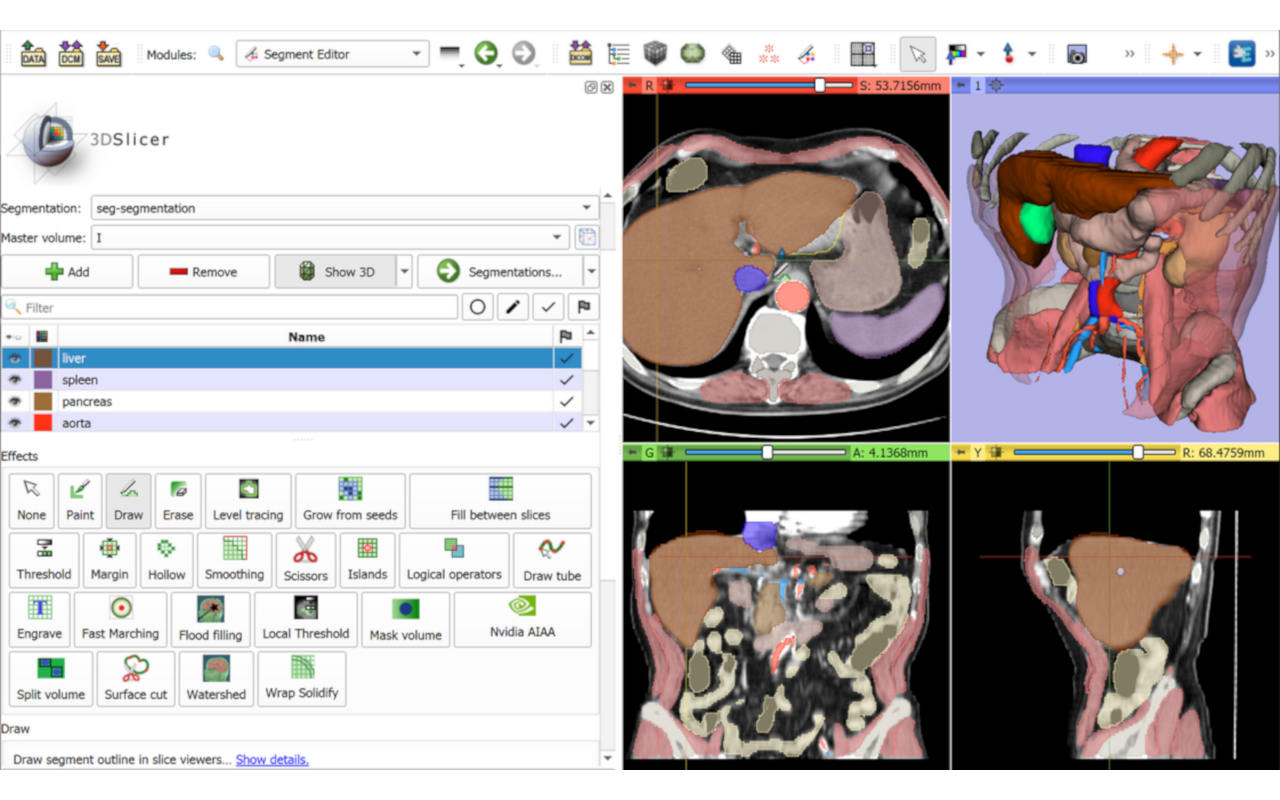 DATA DCM SAVE Modules: Segment Editor
R S: 53.7156mm 1
3DSlicer
Segmentation: seg-segmentation
Master volume: I
Add Remove Show 3D Segmentations...
Filter
Name
liver
spleen
pancreas
aorta
G A: 4.1368mm Y R: 68.4759mm
Effects
None Paint Draw Erase Level tracing Grow from seeds Fill between slices
Threshold Margin Hollow Smoothing Scissors Islands Logical operators Draw tube
Engrave Fast Marching Flood filling Local Threshold Mask volume Nvidia AIAA
Split volume Surface cut Watershed Wrap Solidify
Draw
Draw segment outline in slice viewers... Show details.